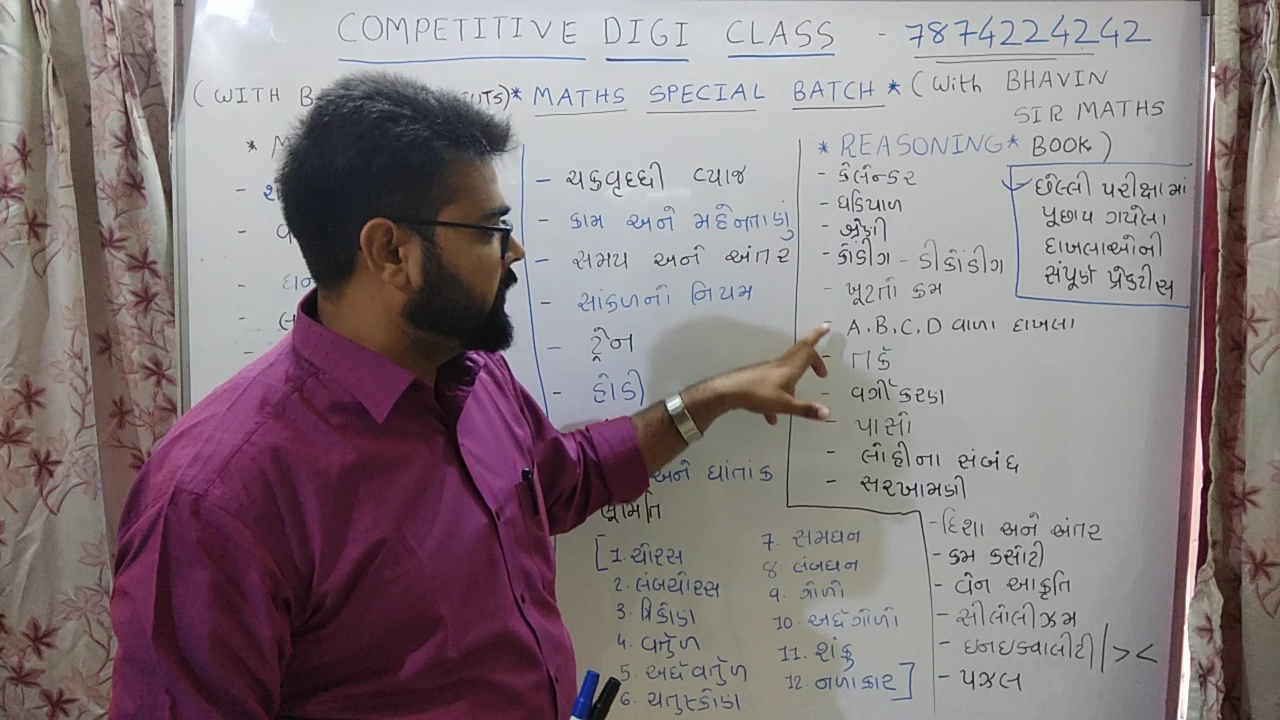 COMPETITIVE DIGI CLASS - 7874224242
(WITH B
* MATHS SPECIAL BATCH * (With BHAVIN
SIR MATHS
BOOK)
- ચક્રવૃધ્ધી વ્યાજ
- કામ અને મહેનતાણું
- સમય અને અંતર
- સાંકળનો નિયમ
- ટ્રેન
- હોડી
અને ઘાતાંક
ભૂમિતિ
[1. ચોરસ
2. લંબચોરસ
3. ત્રિકોણ
4. વર્તુળ
5. અર્ધ વર્તુળ
6. ચતુષ્કોણ
7. સમઘન
8. લંબઘન
9. ગોળો
10. અર્ધગોળો
11. શંકુ
12. નળાકાર]
* REASONING *
- કેલેન્ડર
- ઘડિયાળ
- શ્રેણી
- કોડીંગ - ડીકોડીંગ
- ખૂટતો ક્રમ
- A, B, C, D વાળા દાખલા
- તર્ક
- વર્ગીકરણ
- પાસો
- લોહીના સંબંધ
- સરખામણી
- દિશા અને અંતર
- ક્રમ કસોટી
- વેન આકૃતિ
- સીલોલીઝમ
- ઇનઇક્વાલીટી / > <
- પઝલ
છેલ્લી પરીક્ષામાં
પૂછાય ગયેલા
દાખલાઓની
સંપૂર્ણ પ્રેક્ટીસ